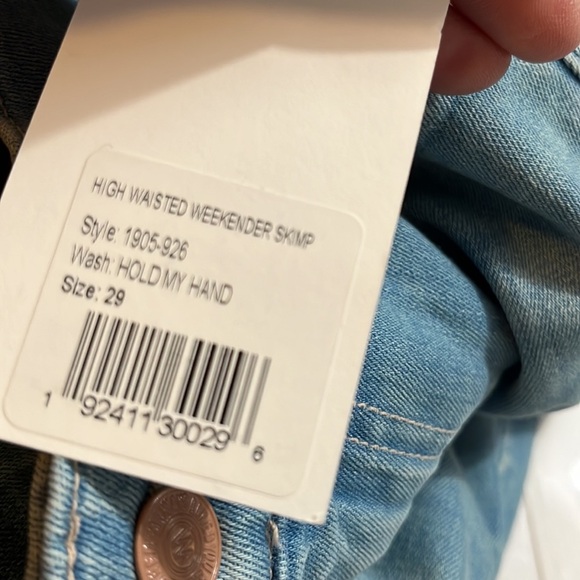 HIGH WAISTED WEEKENDER SKIMP
Style: 1905-926
Wash: HOLD MY HAND
Size: 29
1 92411 30029 6